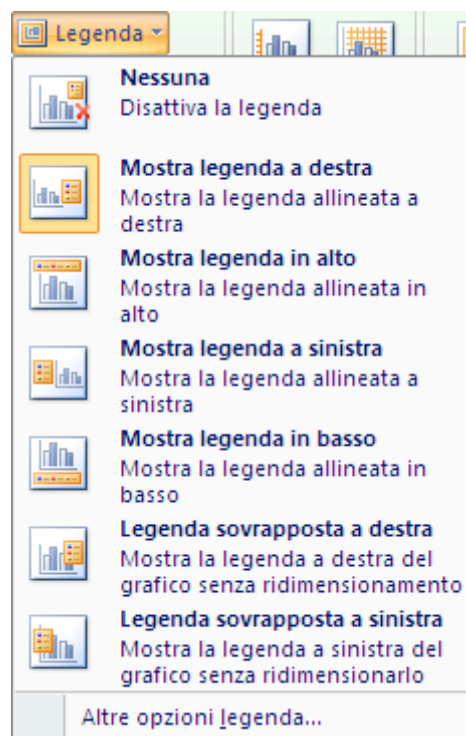 Legenda
Nessuna
Disattiva la legenda
Mostra legenda a destra
Mostra la legenda allineata a
destra
Mostra legenda in alto
Mostra la legenda allineata in
alto
Mostra legenda a sinistra
Mostra la legenda allineata a
sinistra
Mostra legenda in basso
Mostra la legenda allineata in
basso
Legenda sovrapposta a destra
Mostra la legenda a destra del
grafico senza ridimensionamento
Legenda sovrapposta a sinistra
Mostra la legenda a sinistra del
grafico senza ridimensionarlo
Altre opzioni legenda...